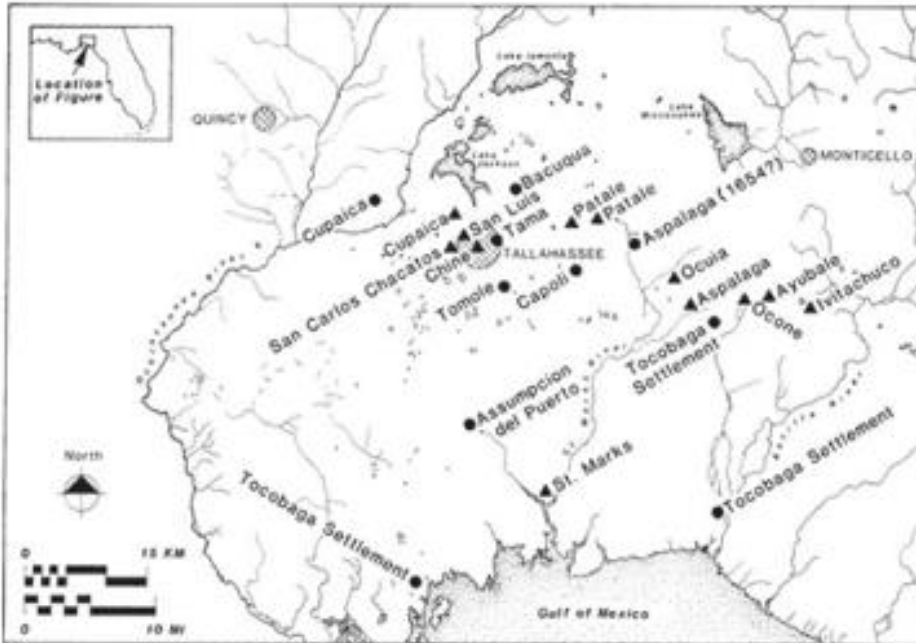 Location
of Figure
Lake Iamonia
QUINCY
Lake
Jackson
Lake
Miccosukee
MONTICELLO
Bacuqua
Cupaica
Cupaica
San Luis
Tama
Patale
Patale
Aspalaga (1654?)
San Carlos Chacatos
Chine
TALLAHASSEE
Tomole
Capoli
Ocuia
Aspalaga
Ayubale
Ivitachuco
Ocone
Tocobaga
Settlement
Assumpcion
del Puerto
North
Tocobaga Settlement
St. Marks
Tocobaga Settlement
0 15 KM
0 10 MI
Gulf of Mexico